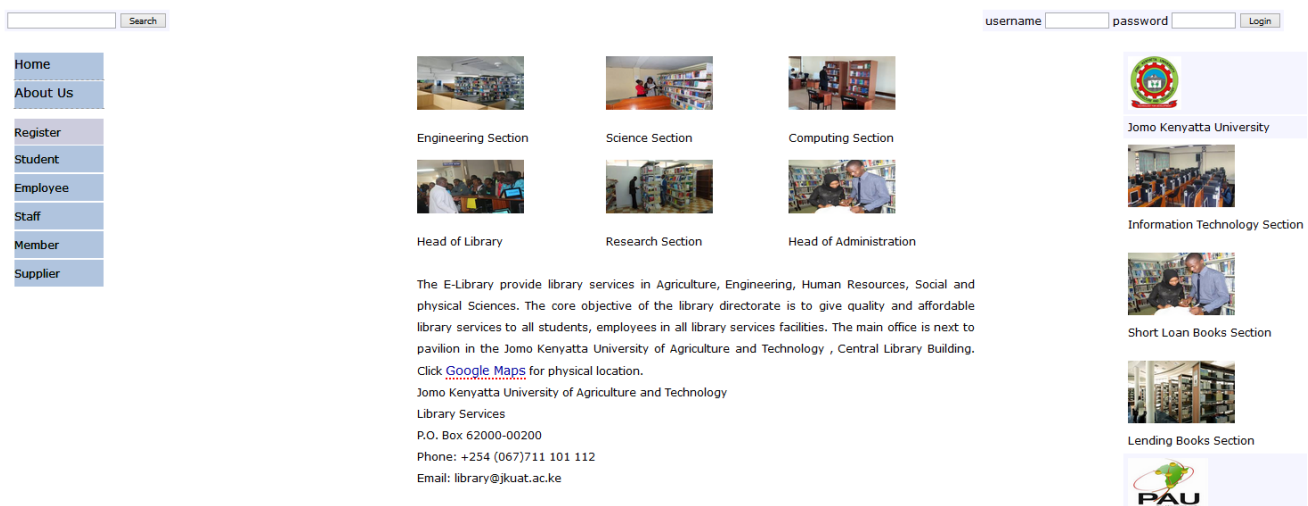 Search
username password Login
Home
About Us
Register
Student
Employee
Staff
Member
Supplier
Engineering Section
Science Section
Computing Section
Head of Library
Research Section
Head of Administration
The E-Library provide library services in Agriculture, Engineering, Human Resources, Social and
physical Sciences. The core objective of the library directorate is to give quality and affordable
library services to all students, employees in all library services facilities. The main office is next to
pavilion in the Jomo Kenyatta University of Agriculture and Technology , Central Library Building.
Click Google Maps for physical location.
Jomo Kenyatta University of Agriculture and Technology
Library Services
P.O. Box 62000-00200
Phone: +254 (067)711 101 112
Email: library@jkuat.ac.ke
Jomo Kenyatta University
Information Technology Section
Short Loan Books Section
Lending Books Section
PAU